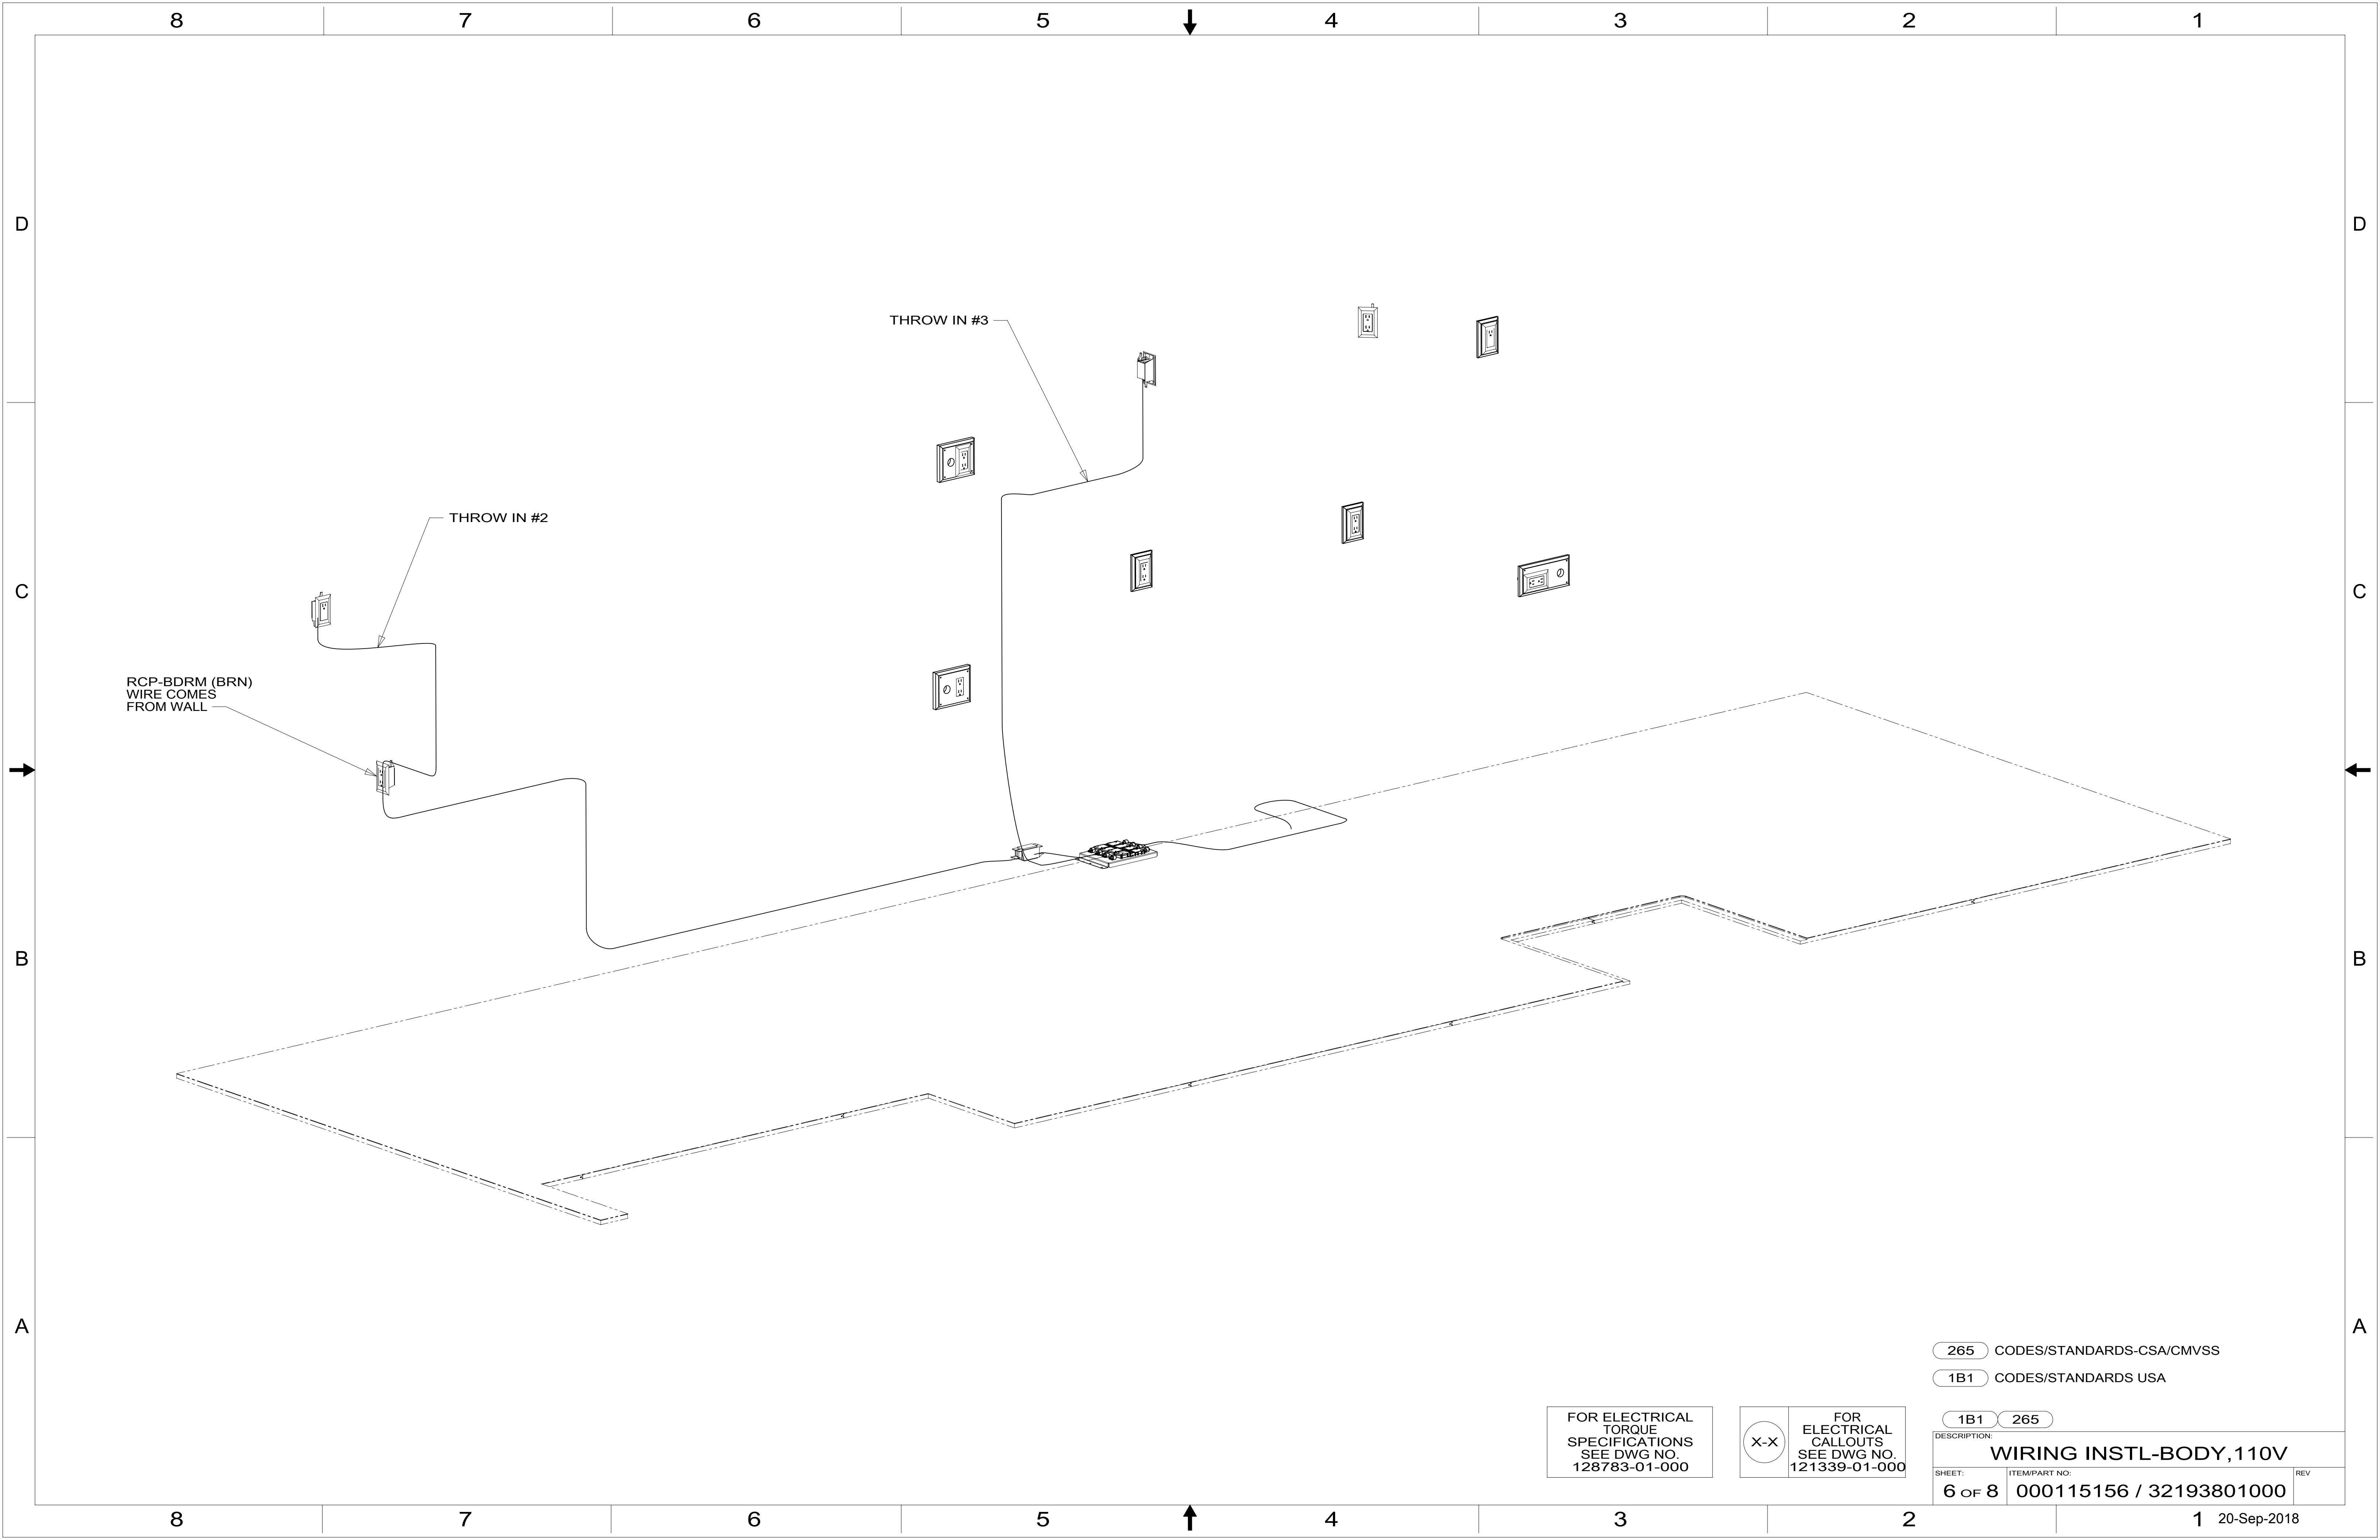 8 7 6 5 4 3 2 1
D D
THROW IN #3
THROW IN #2
C C
RCP-BDRM (BRN)
WIRE COMES
FROM WALL
B B
A A
265 CODES/STANDARDS-CSA/CMVSS
1B1 CODES/STANDARDS USA
FOR ELECTRICAL
TORQUE
SPECIFICATIONS
SEE DWG NO.
128783-01-000
X-X
FOR
ELECTRICAL
CALLOUTS
SEE DWG NO.
121339-01-000
1B1 265
DESCRIPTION:
WIRING INSTL-BODY,110V
SHEET:
6 OF 8
ITEM/PART NO:
000115156 / 32193801000
REV
8 7 6 5 4 3 2 1
20-Sep-2018